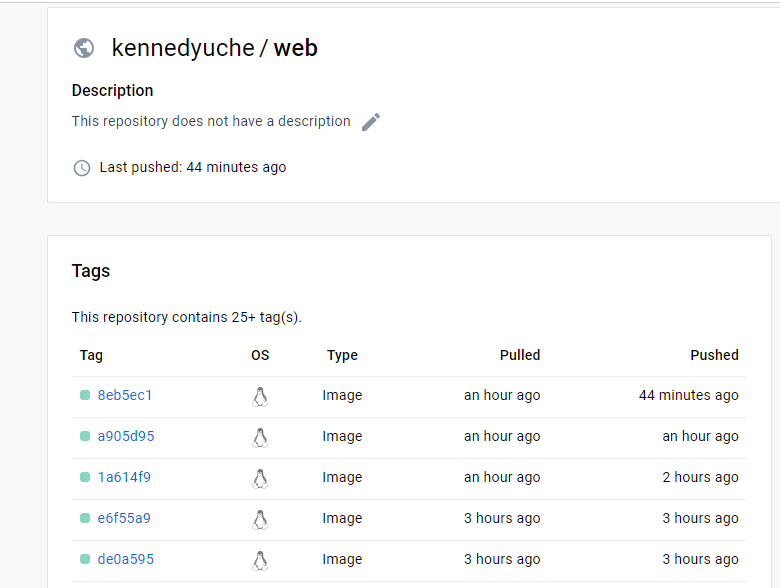 kennedyuche / web
Description
This repository does not have a description
Last pushed: 44 minutes ago
Tags
This repository contains 25+ tag(s).
Tag OS Type Pulled Pushed
8eb5ec1 Image an hour ago 44 minutes ago
a905d95 Image an hour ago an hour ago
1a614f9 Image an hour ago 2 hours ago
e6f55a9 Image 3 hours ago 3 hours ago
de0a595 Image 3 hours ago 3 hours ago